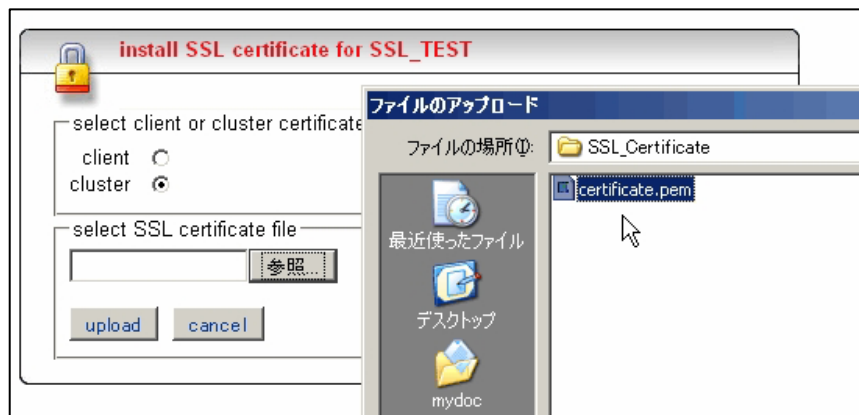 install SSL certificate for SSL_TEST
select client or cluster certificate
client
cluster
select SSL certificate file
参照...
upload
cancel
ファイルのアップロード
ファイルの場所(I):
SSL_Certificate
certificate.pem
最近使ったファイル
デスクトップ
mydoc